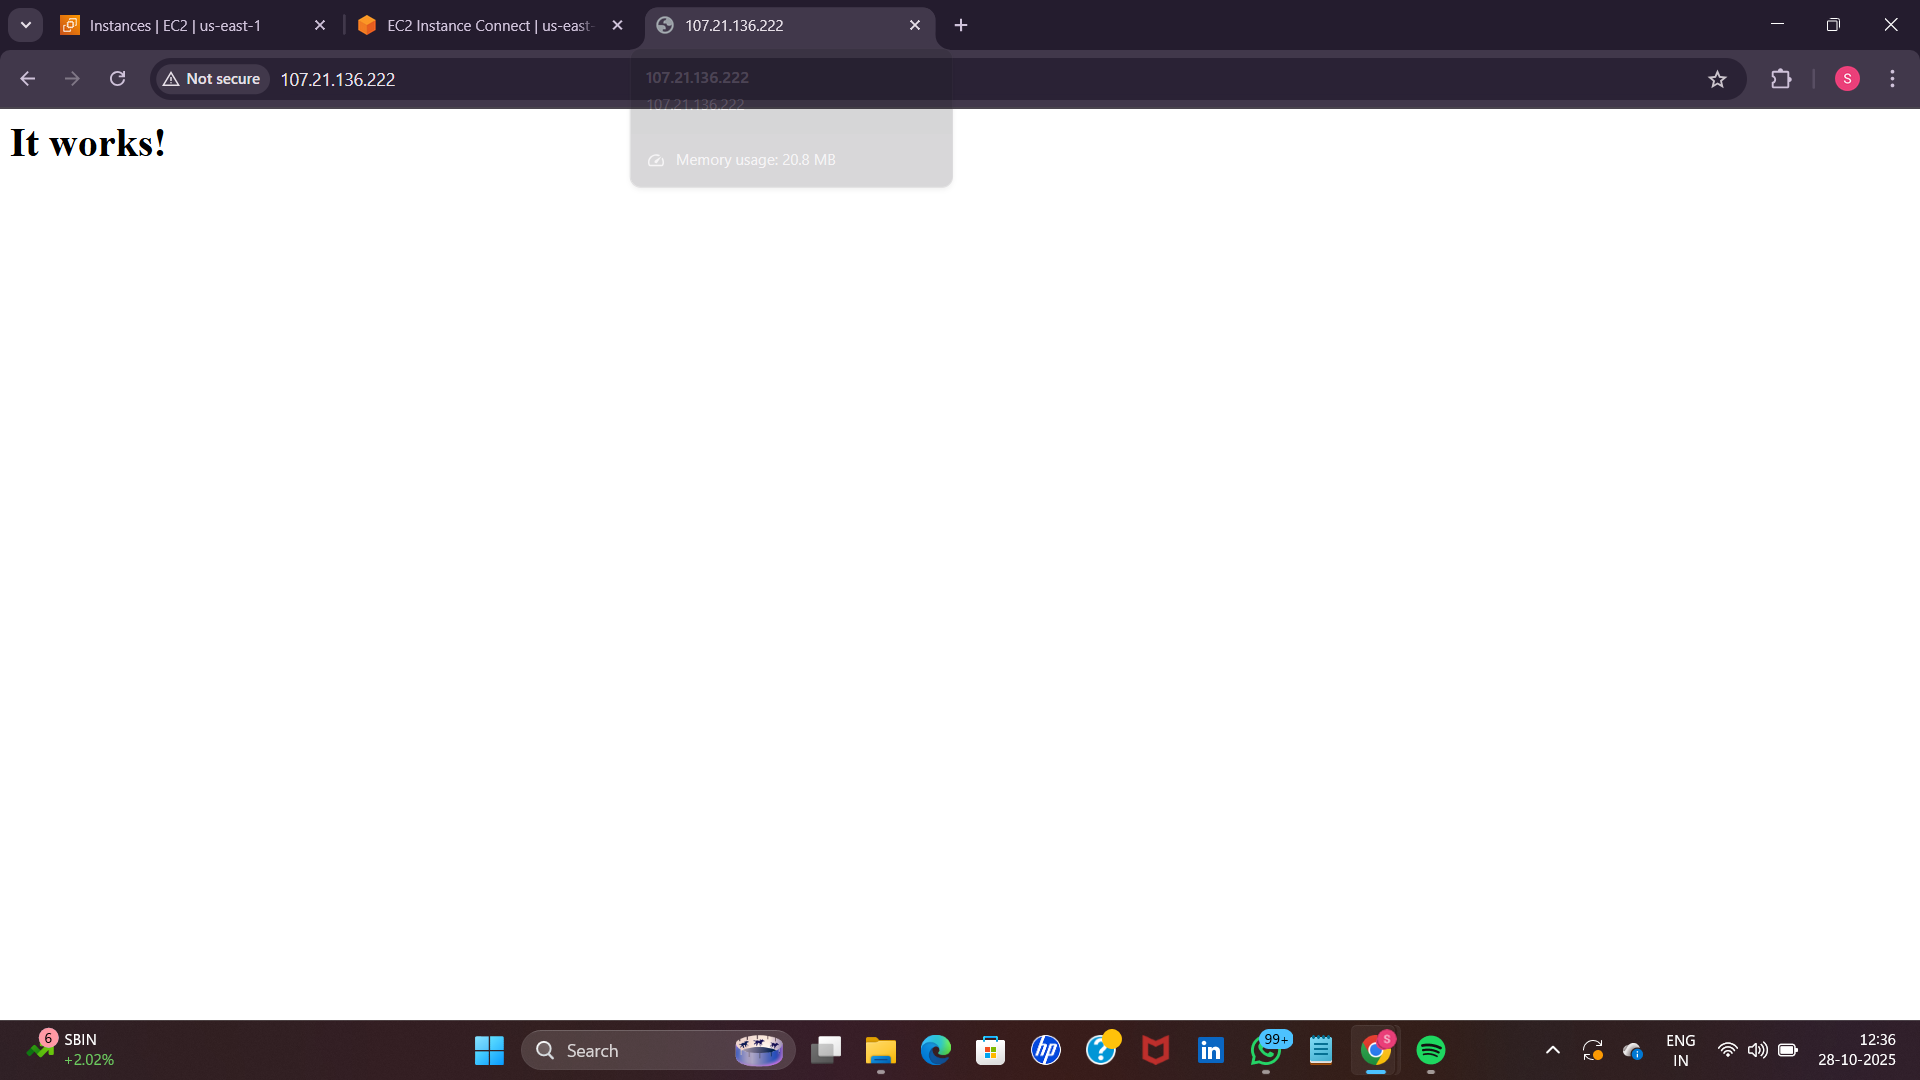 Instances | EC2 | us-east-1
EC2 Instance Connect | us-east-
107.21.136.222
Not secure
107.21.136.222
107.21.136.222
107.21.136.222
Memory usage: 20.8 MB
S
It works!
6
SBIN
+2.02%
Search
hp
?
in
99+
S
ENG
IN
12:36
28-10-2025